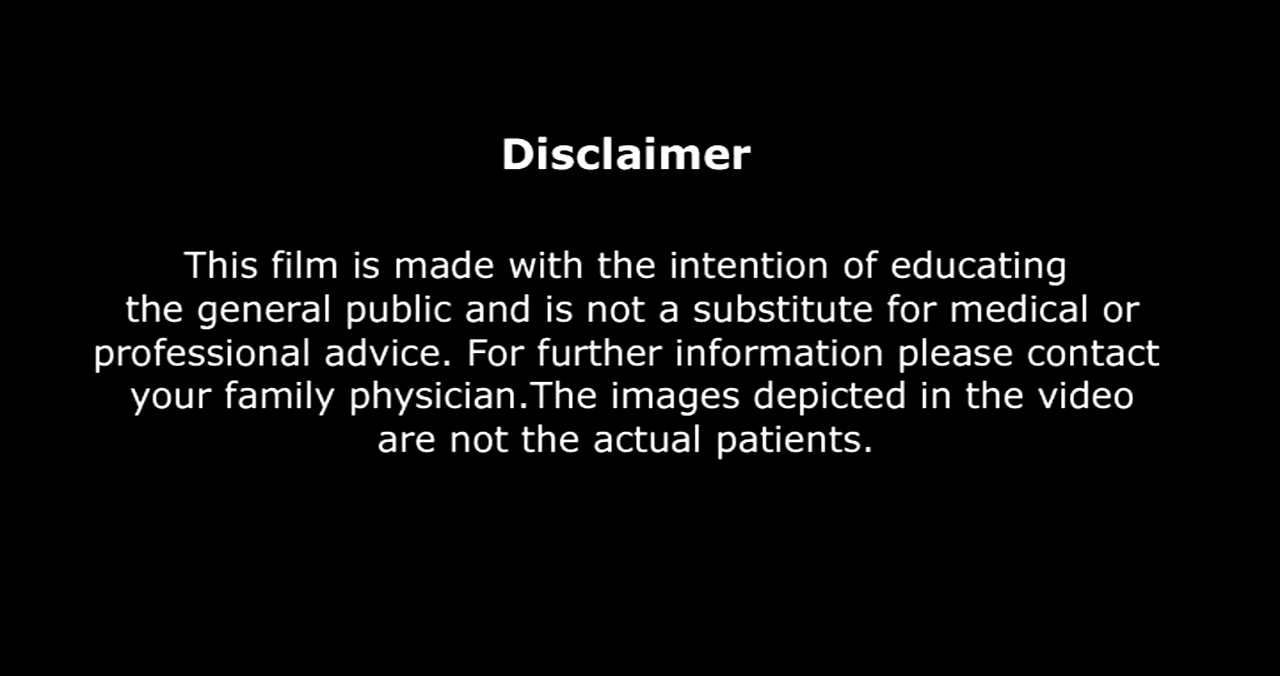 Disclaimer
This film is made with the intention of educating
the general public and is not a substitute for medical or
professional advice. For further information please contact
your family physician.The images depicted in the video
are not the actual patients.